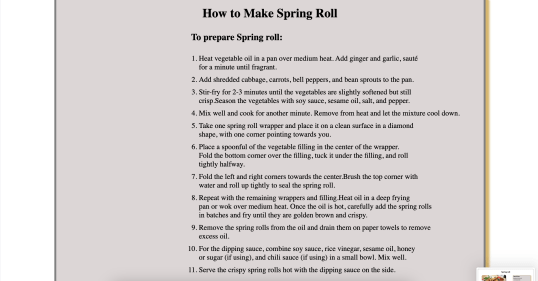 How to Make Spring Roll
To prepare Spring roll:
1. Heat vegetable oil in a pan over medium heat. Add ginger and garlic, sauté
for a minute until fragrant.
2. Add shredded cabbage, carrots, bell peppers, and bean sprouts to the pan.
3. Stir-fry for 2-3 minutes until the vegetables are slightly softened but still
crisp.Season the vegetables with soy sauce, sesame oil, salt, and pepper.
4. Mix well and cook for another minute. Remove from heat and let the mixture cool down.
5. Take one spring roll wrapper and place it on a clean surface in a diamond
shape, with one corner pointing towards you.
6. Place a spoonful of the vegetable filling in the center of the wrapper.
Fold the bottom corner over the filling, tuck it under the filling, and roll
tightly halfway.
7. Fold the left and right corners towards the center.Brush the top corner with
water and roll up tightly to seal the spring roll.
8. Repeat with the remaining wrappers and filling.Heat oil in a deep frying
pan or wok over medium heat. Once the oil is hot, carefully add the spring rolls
in batches and fry until they are golden brown and crispy.
9. Remove the spring rolls from the oil and drain them on paper towels to remove
excess oil.
10. For the dipping sauce, combine soy sauce, rice vinegar, sesame oil, honey
or sugar (if using), and chili sauce (if using) in a small bowl. Mix well.
11. Serve the crispy spring rolls hot with the dipping sauce on the side.